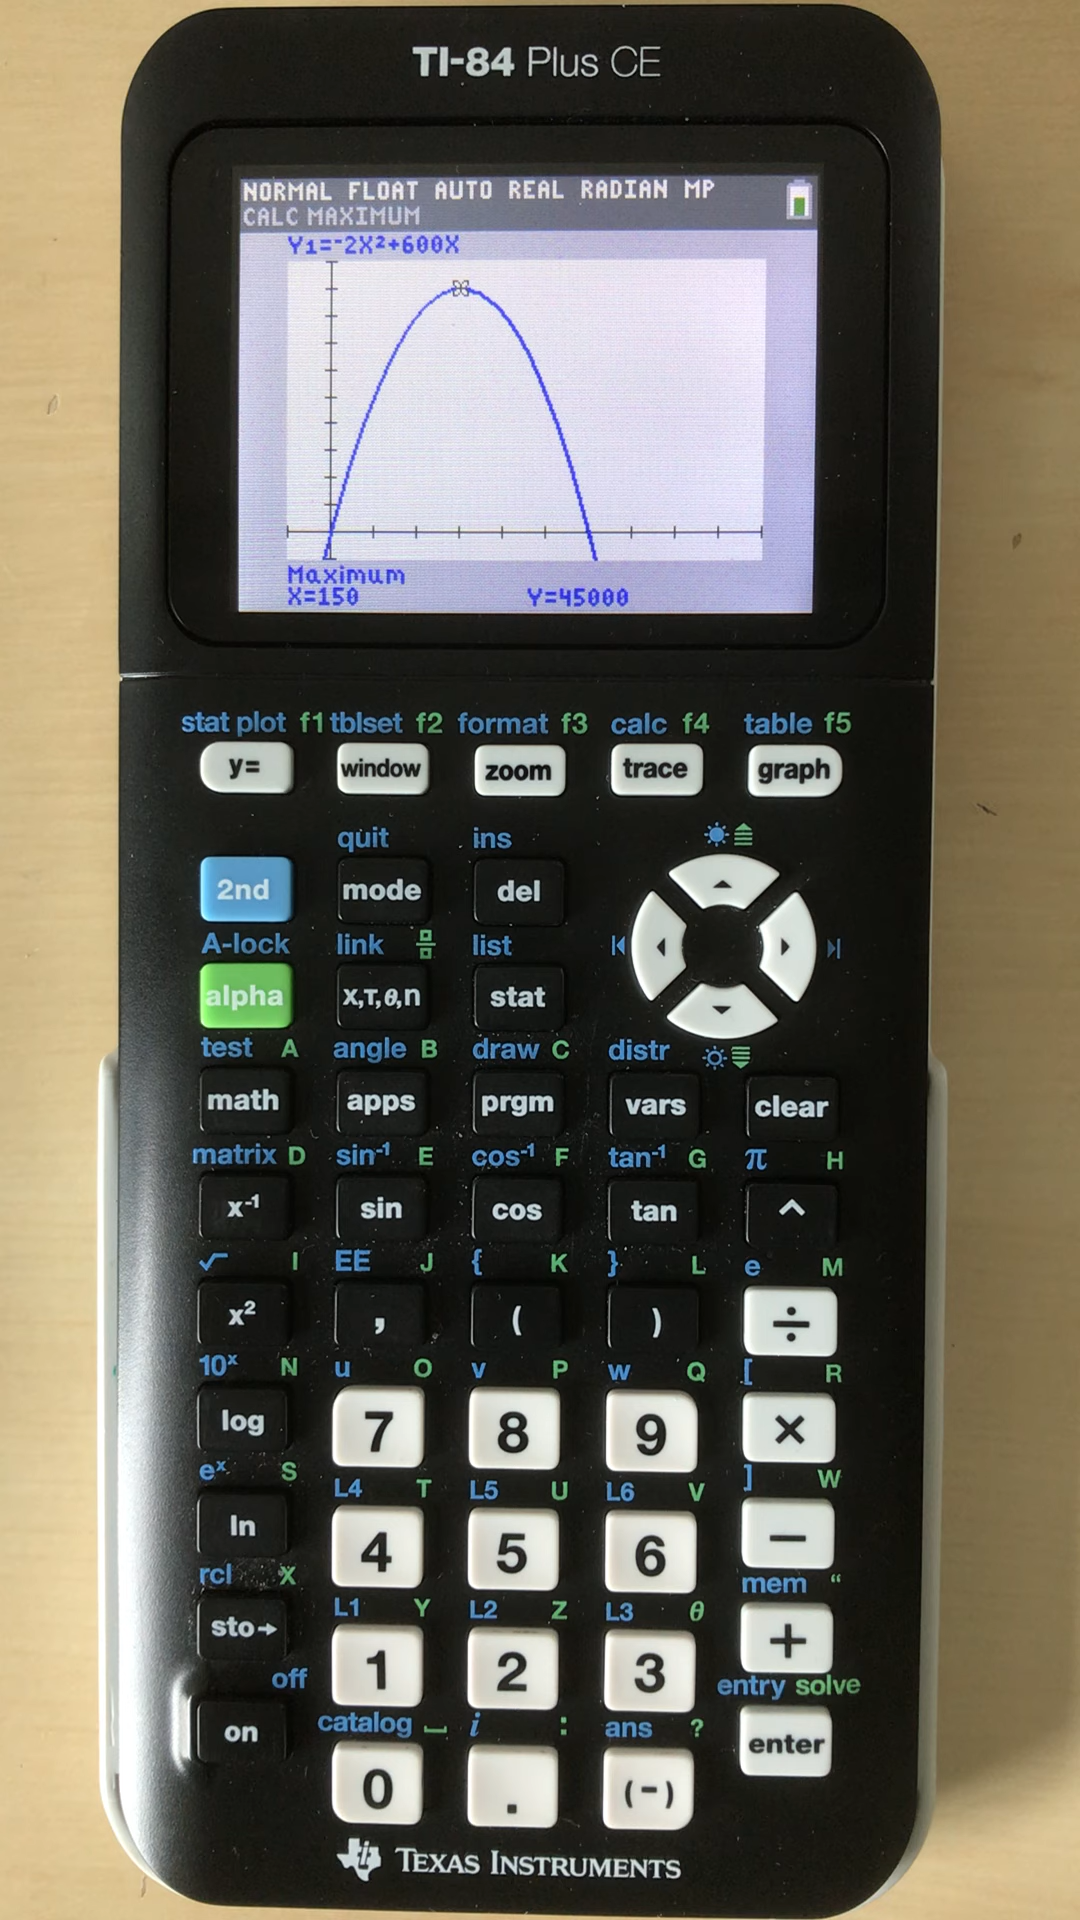 TI-84 Plus CE
NORMAL FLOAT AUTO REAL RADIAN MP
CALC MAXIMUM
Y1=-2X²+600X
Maximum
X=150 Y=45000
stat plot f1 tblset f2 format f3 calc f4 table f5
y= window zoom trace graph
quit ins
2nd mode del
A-lock link list
alpha X,T,θ,n stat
test A angle B draw C distr
math apps prgm vars clear
matrix D sin⁻¹ E cos⁻¹ F tan⁻¹ G π H
x⁻¹ sin cos tan ^
√ I EE J { K } L e M
x² , ( ) ÷
10ˣ N u O v P w Q [ R
log 7 8 9 ×
eˣ S L4 T L5 U L6 V ] W
ln 4 5 6 −
rcl X L1 Y L2 Z L3 θ mem “
sto→ 1 2 3 +
off catalog ⎵ i : ans ? entry solve
on 0 . (-) enter
TEXAS INSTRUMENTS